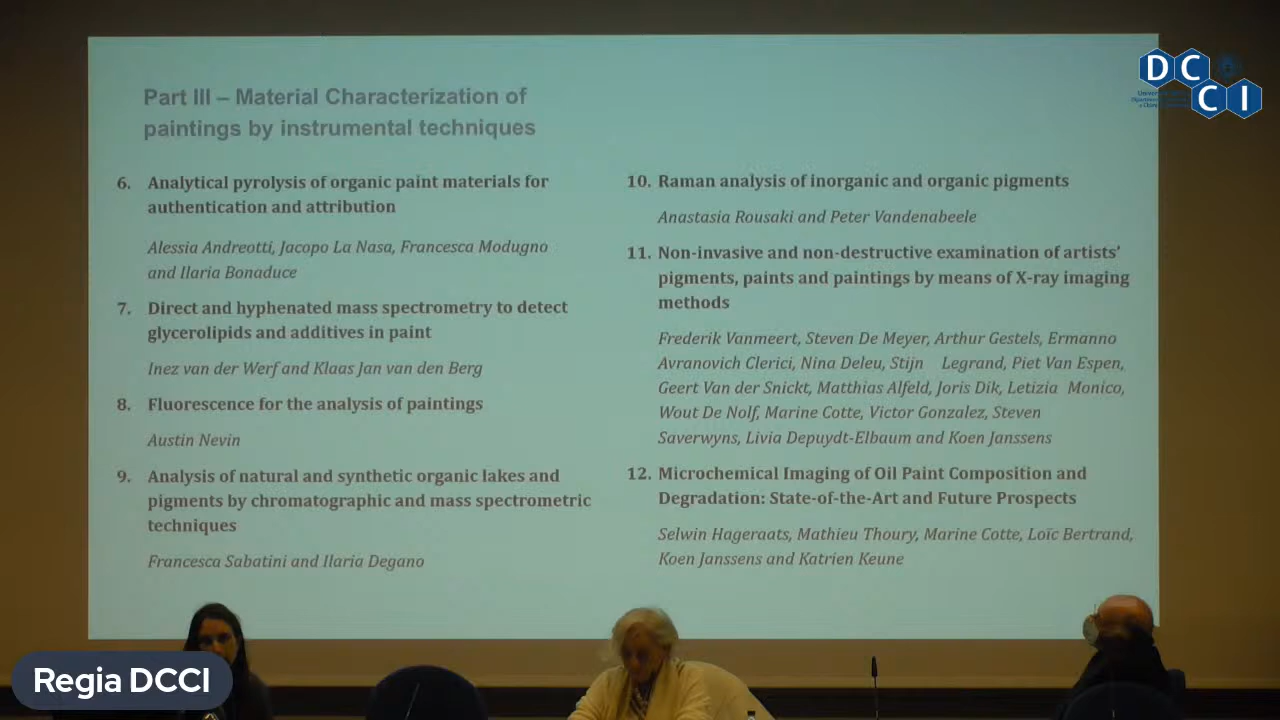 Part III – Material Characterization of
paintings by instrumental techniques
6. Analytical pyrolysis of organic paint materials for
authentication and attribution
Alessia Andreotti, Jacopo La Nasa, Francesca Modugno
and Ilaria Bonaduce
7. Direct and hyphenated mass spectrometry to detect
glycerolipids and additives in paint
Inez van der Werf and Klaas Jan van den Berg
8. Fluorescence for the analysis of paintings
Austin Nevin
9. Analysis of natural and synthetic organic lakes and
pigments by chromatographic and mass spectrometric
techniques
Francesca Sabatini and Ilaria Degano
10. Raman analysis of inorganic and organic pigments
Anastasia Rousaki and Peter Vandenabeele
11. Non-invasive and non-destructive examination of artists’
pigments, paints and paintings by means of X-ray imaging
methods
Frederik Vanmeert, Steven De Meyer, Arthur Gestels, Ermanno
Avranovich Clerici, Nina Deleu, Stijn Legrand, Piet Van Espen,
Geert Van der Snickt, Matthias Alfeld, Joris Dik, Letizia Monico,
Wout De Nolf, Marine Cotte, Victor Gonzalez, Steven
Saverwyns, Livia Depuydt-Elbaum and Koen Janssens
12. Microchemical Imaging of Oil Paint Composition and
Degradation: State-of-the-Art and Future Prospects
Selwin Hageraats, Mathieu Thoury, Marine Cotte, Loïc Bertrand,
Koen Janssens and Katrien Keune
DC
CI
Regia DCCI